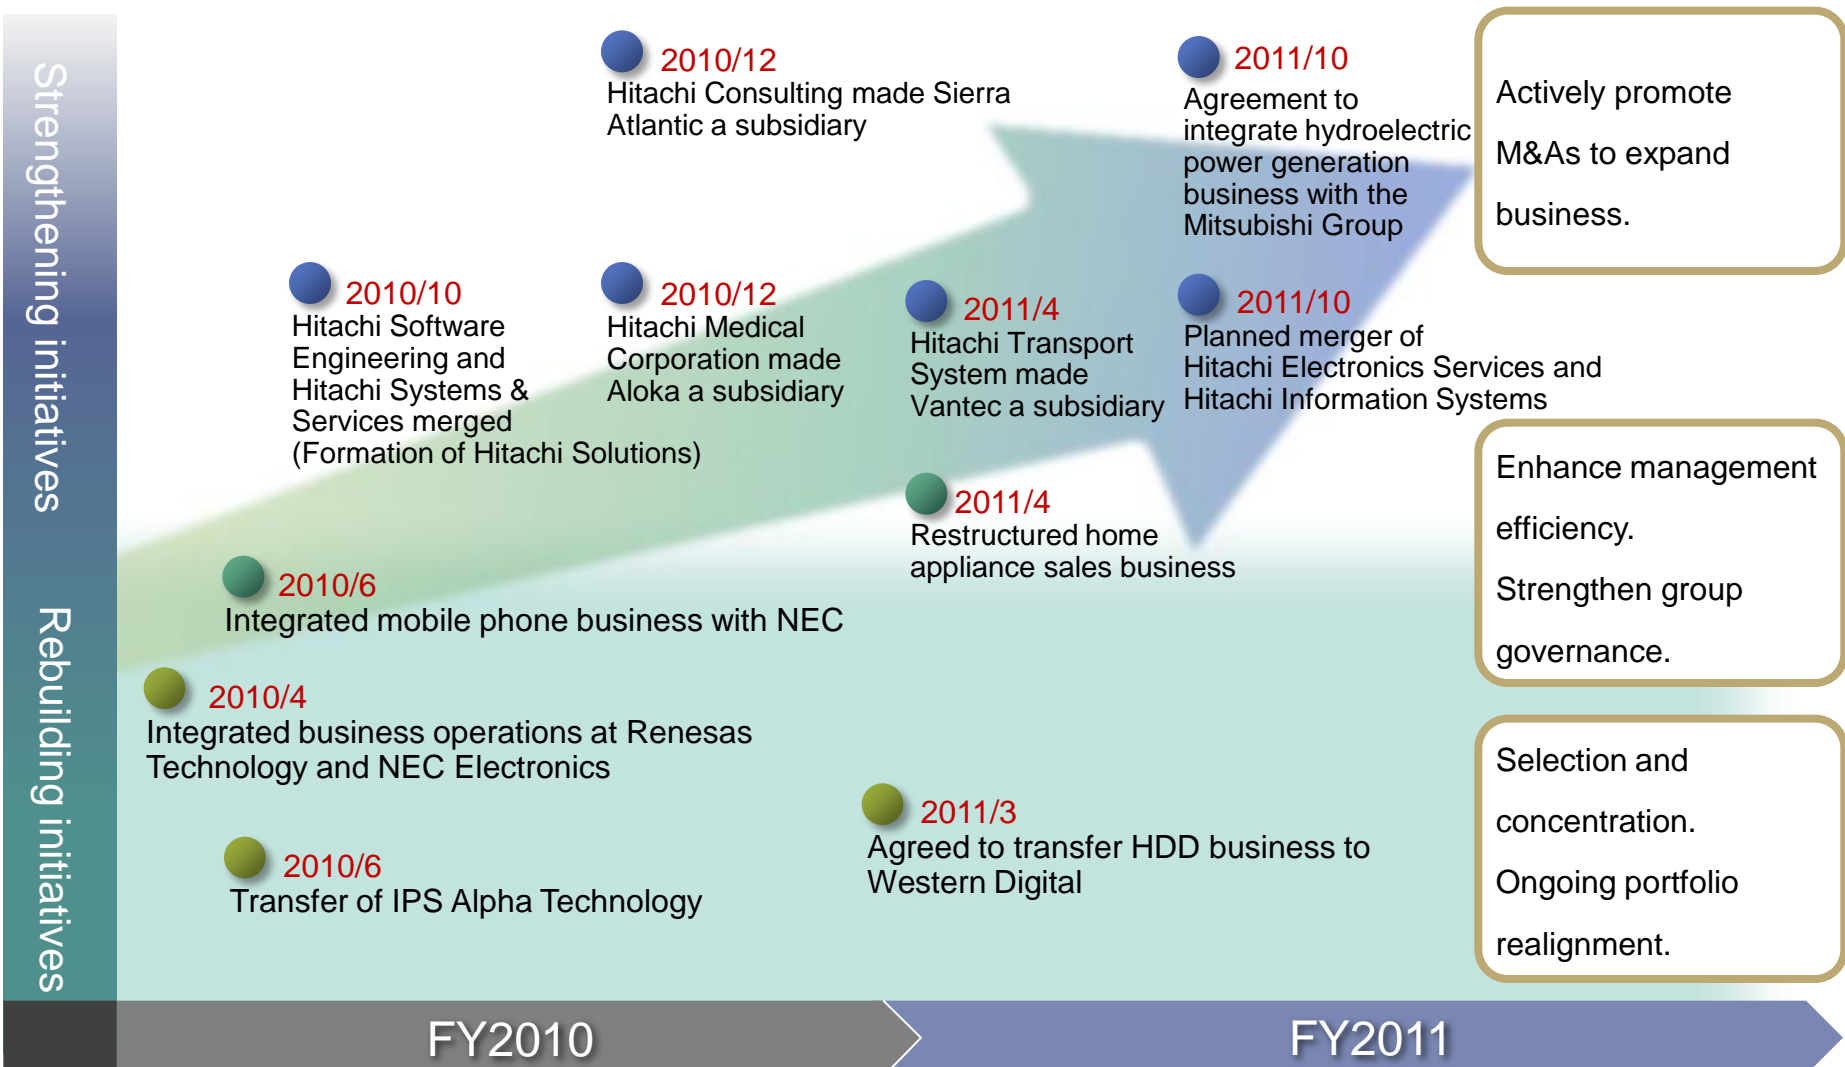 Strengthening initiatives
Rebuilding initiatives
2010/12
Hitachi Consulting made Sierra
Atlantic a subsidiary
2011/10
Agreement to
integrate hydroelectric
power generation
business with the
Mitsubishi Group
Actively promote
M&As to expand
business.
2010/10
Hitachi Software
Engineering and
Hitachi Systems &
Services merged
(Formation of Hitachi Solutions)
2010/12
Hitachi Medical
Corporation made
Aloka a subsidiary
2011/4
Hitachi Transport
System made
Vantec a subsidiary
2011/10
Planned merger of
Hitachi Electronics Services and
Hitachi Information Systems
2011/4
Restructured home
appliance sales business
Enhance management
efficiency.
Strengthen group
governance.
2010/6
Integrated mobile phone business with NEC
2010/4
Integrated business operations at Renesas
Technology and NEC Electronics
2010/6
Transfer of IPS Alpha Technology
2011/3
Agreed to transfer HDD business to
Western Digital
Selection and
concentration.
Ongoing portfolio
realignment.
FY2010
FY2011